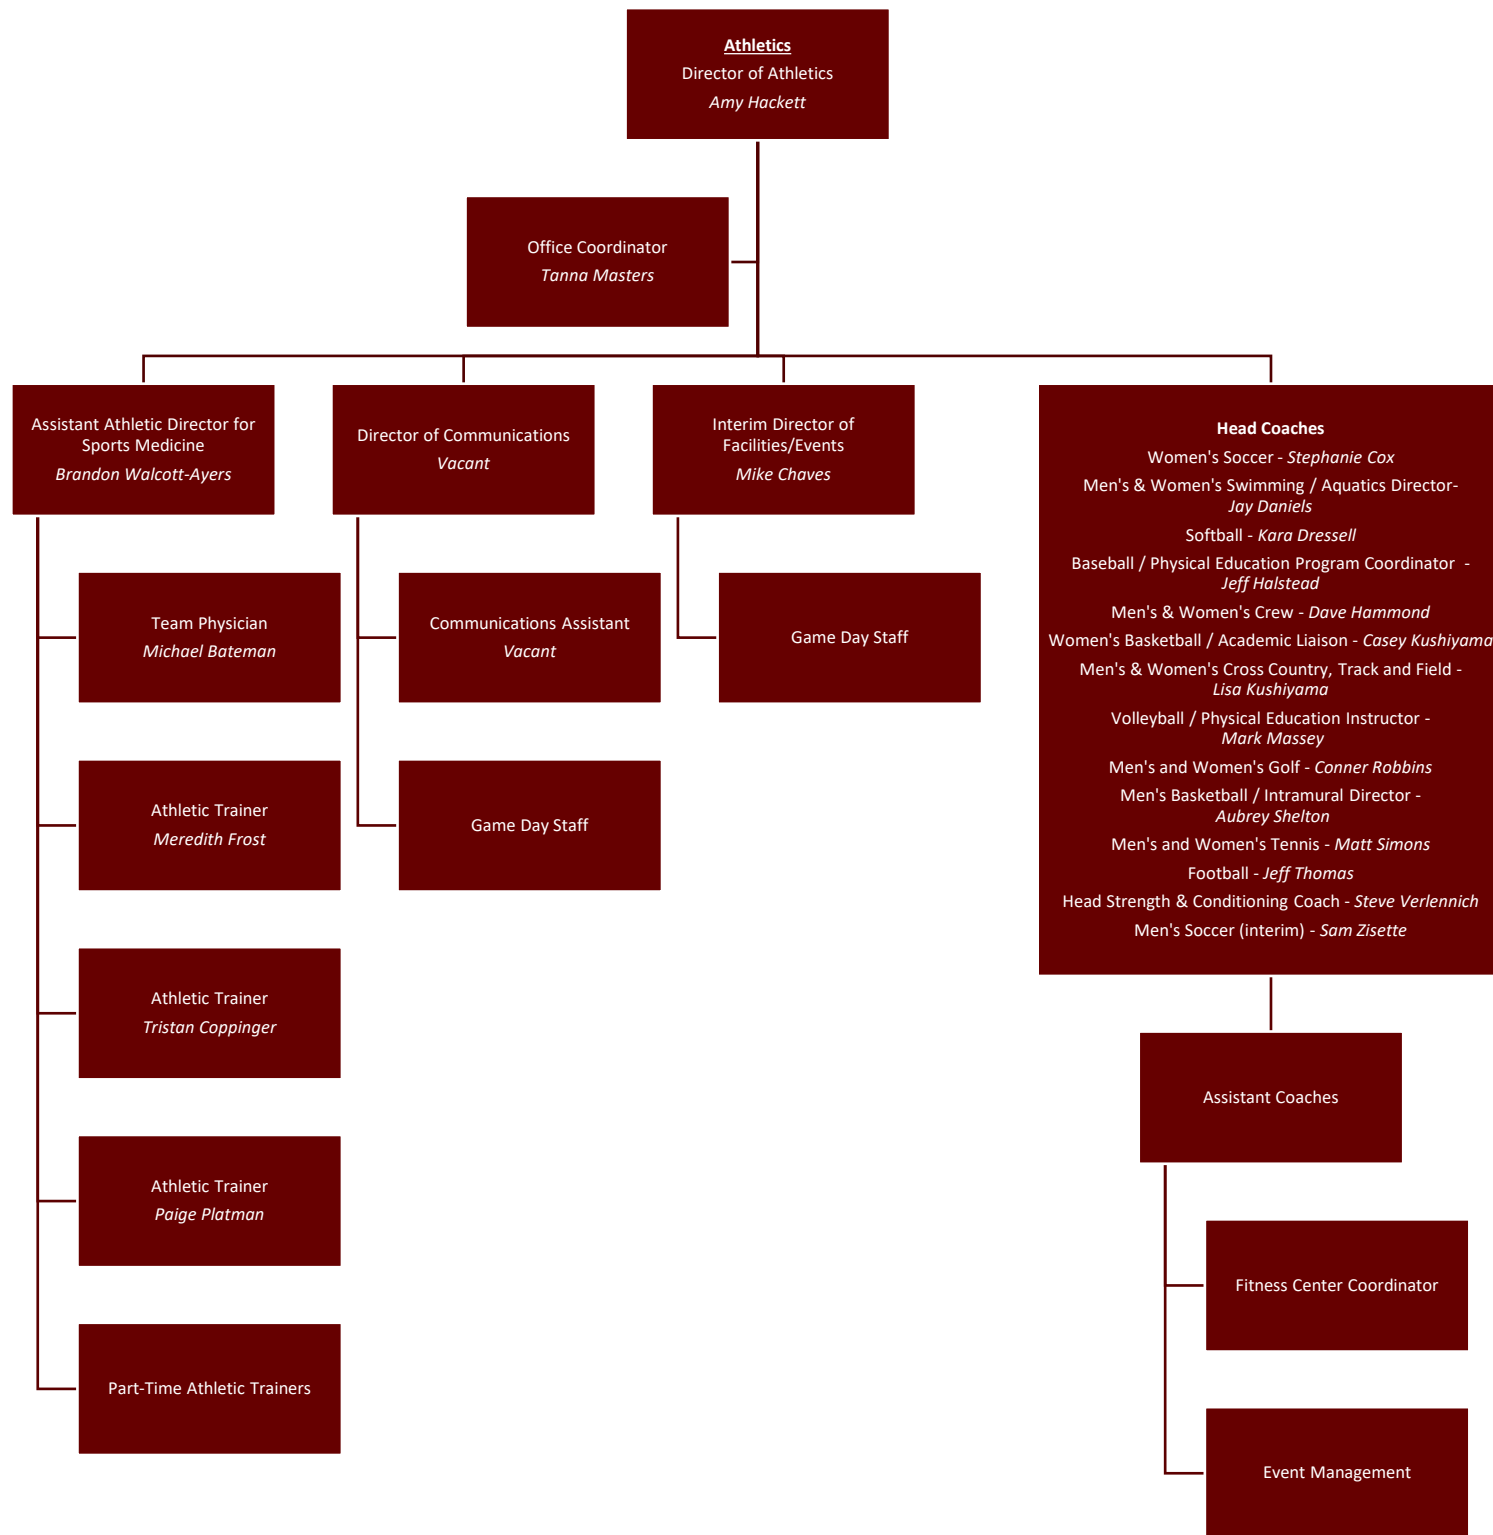 Athletics
Director of Athletics
Amy Hackett
Office Coordinator
Tanna Masters
Assistant Athletic Director for
Sports Medicine
Brandon Walcott-Ayers
Director of Communications
Vacant
Interim Director of
Facilities/Events
Mike Chaves
Head Coaches
Women's Soccer - Stephanie Cox
Men's & Women's Swimming / Aquatics Director-
Jay Daniels
Softball - Kara Dressell
Baseball / Physical Education Program Coordinator -
Jeff Halstead
Men's & Women's Crew - Dave Hammond
Women's Basketball / Academic Liaison - Casey Kushiyama
Men's & Women's Cross Country, Track and Field -
Lisa Kushiyama
Volleyball / Physical Education Instructor -
Mark Massey
Men's and Women's Golf - Conner Robbins
Men's Basketball / Intramural Director -
Aubrey Shelton
Men's and Women's Tennis - Matt Simons
Football - Jeff Thomas
Head Strength & Conditioning Coach - Steve Verlennich
Men's Soccer (interim) - Sam Zisette
Team Physician
Michael Bateman
Communications Assistant
Vacant
Game Day Staff
Athletic Trainer
Meredith Frost
Game Day Staff
Athletic Trainer
Tristan Coppinger
Assistant Coaches
Athletic Trainer
Paige Platman
Fitness Center Coordinator
Part-Time Athletic Trainers
Event Management